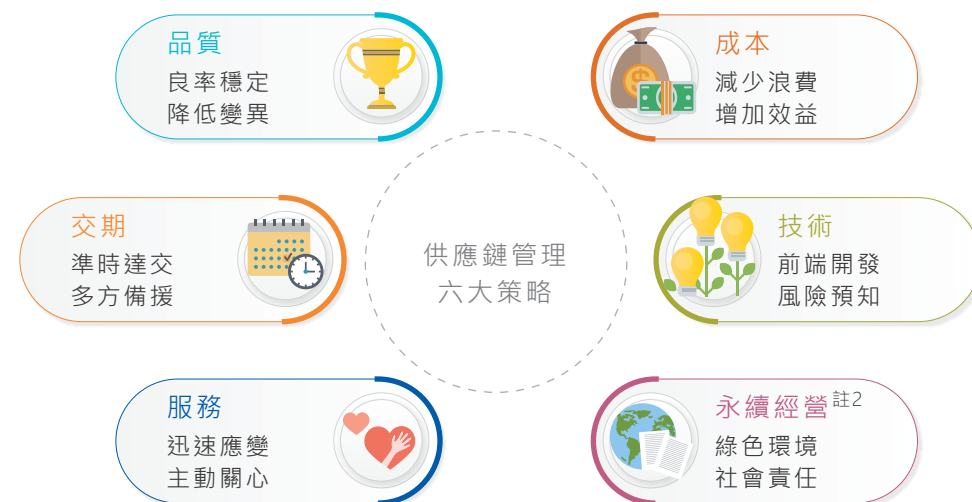 品質
良率穩定
降低變異
成本
減少浪費
增加效益
交期
準時達交
多方備援
供應鏈管理
六大策略
技術
前端開發
風險預知
服務
迅速應變
主動關心
永續經營註2
綠色環境
社會責任